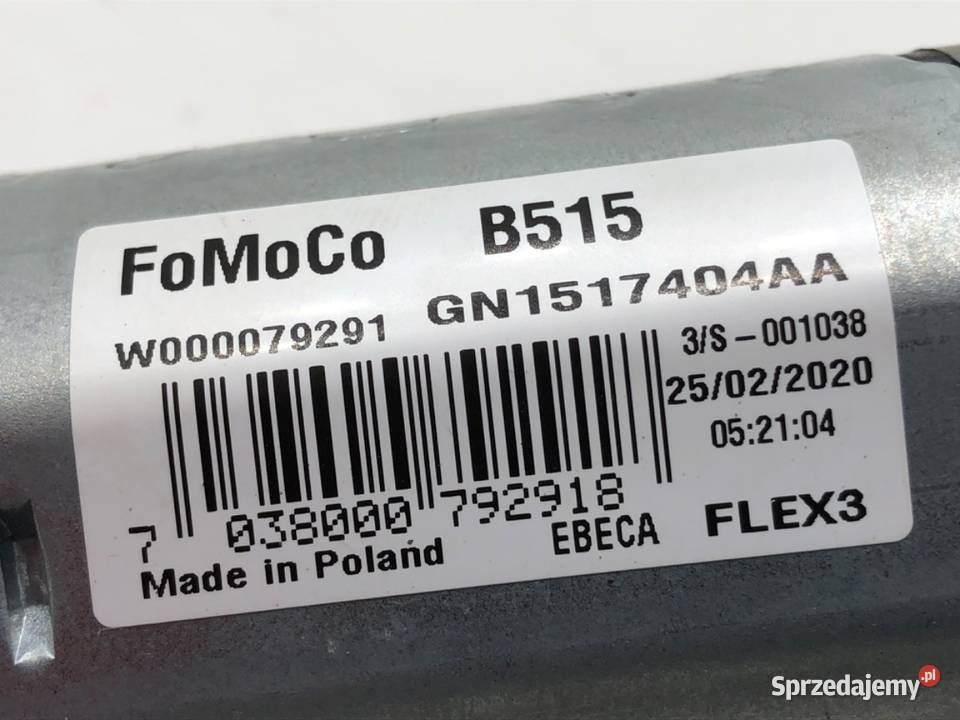 FoMoCo B515
W000079291 GN1517404AA
3/S-001038
25/02/2020
05:21:04
7 038000 792918
EBECA FLEX3
Made in Poland
Sprzedajemy.pl